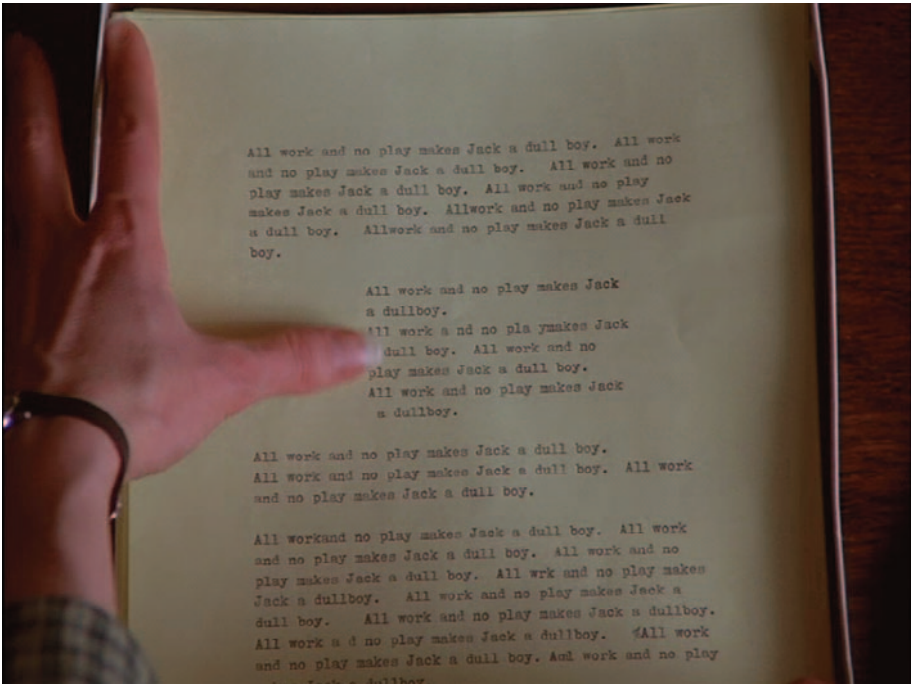 All work and no play makes Jack a dull boy.  All work
and no play makes Jack a dull boy.   All work and no
play makes Jack a dull boy.  All work and no play
makes Jack a dull boy.  Allwork and no play makes Jack
a dull boy.   Allwork and no play makes Jack a dull
boy.
All work and no play makes Jack
a dullboy.
All work a nd no pla ymakes Jack
dull boy.  All work and no
play makes Jack a dull boy.
All work and no play makes Jack
a dullboy.
All work and no play makes Jack a dull boy.
All work and no play makes Jack a dull boy.  All work
and no play makes Jack a dull boy.
All workand no play makes Jack a dull boy.  All work
and no play makes Jack a dull boy.  All work and no
play makes Jack a dull boy.  All wrk and no play makes
Jack a dullboy.   All work and no play makes Jack a
dull boy.    All work and no play makes Jack a dullboy.
All work a d no play makes Jack a dullboy.   All work
and no play makes Jack a dull boy. work and no play
Jack a dullboy.